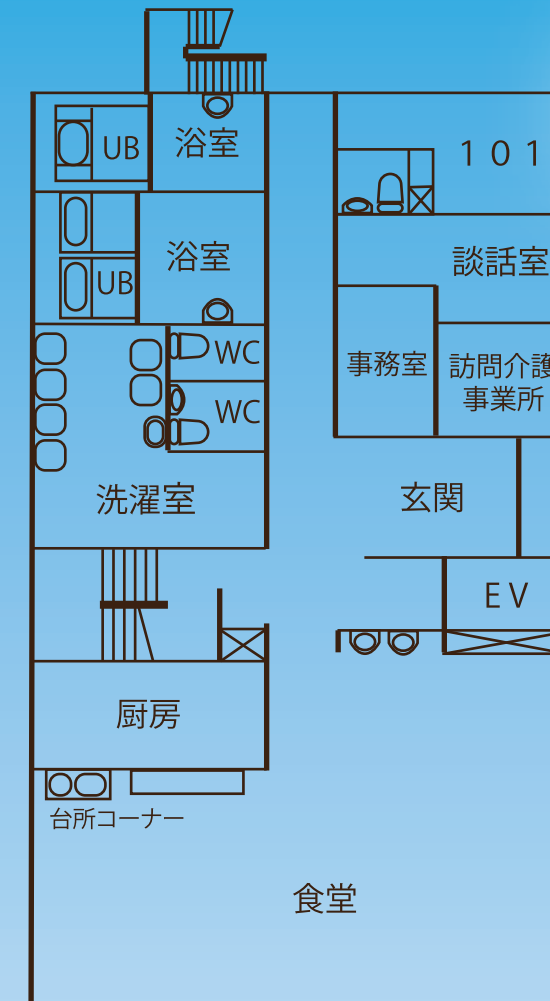 UB
浴室
１０１
浴室
談話室
UB
WC
事務室
訪問介護
事業所
WC
洗濯室
玄関
ＥＶ
厨房
台所コーナー
食堂